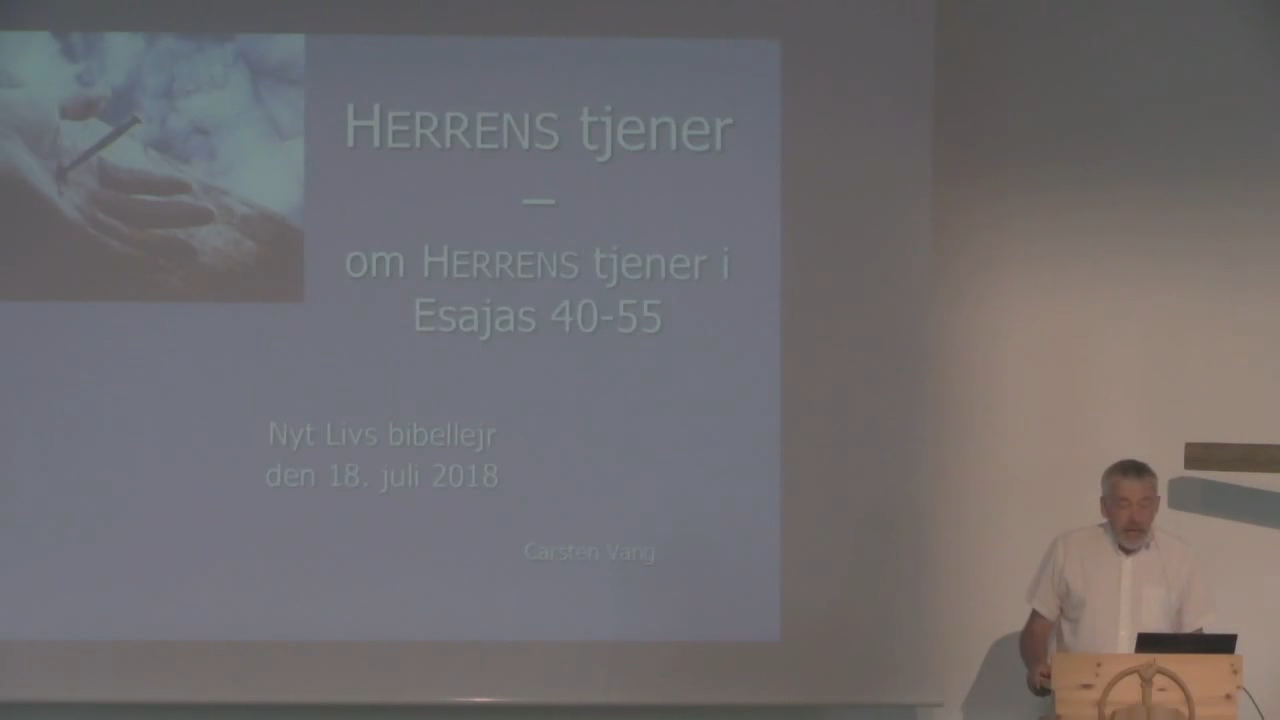 HERRENS tjener
–
om HERRENS tjener i
Esajas 40-55
Nyt Livs bibellejr
den 18. juli 2018
Carsten Vang